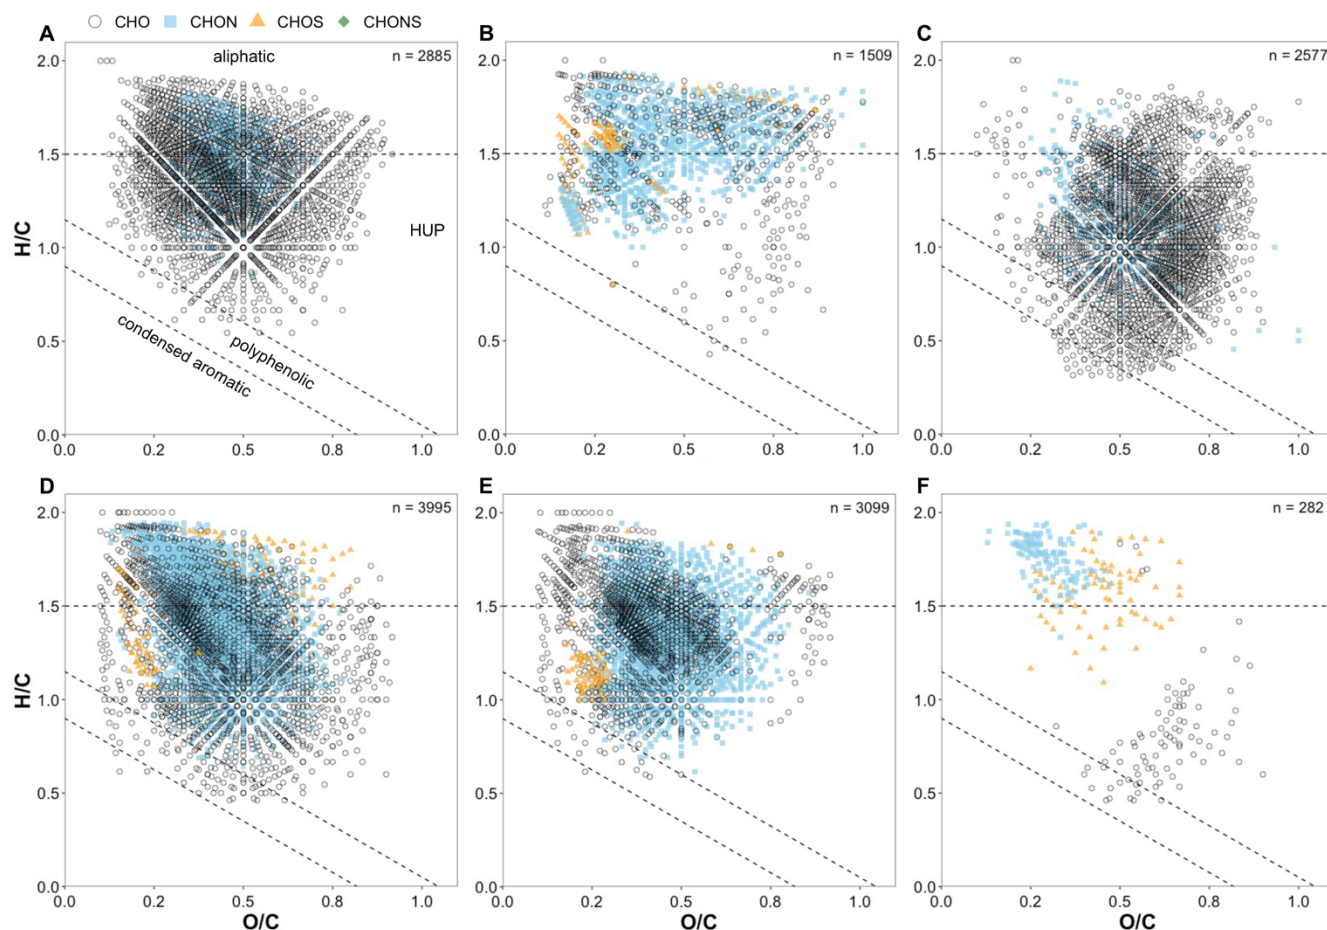 CHO CHON CHOS CHONS
A B C
aliphatic
n = 2885 n = 1509 n = 2577
HUP
condensed aromatic
polyphenolic
H/C
2.0
1.5
1.0
0.5
0.0
0.0 0.2 0.5 0.8 1.0
2.0
1.5
1.0
0.5
0.0
0.0 0.2 0.5 0.8 1.0
2.0
1.5
1.0
0.5
0.0
0.0 0.2 0.5 0.8 1.0
D E F
n = 3995 n = 3099 n = 282
H/C
2.0
1.5
1.0
0.5
0.0
0.0 0.2 0.5 0.8 1.0
O/C
2.0
1.5
1.0
0.5
0.0
0.0 0.2 0.5 0.8 1.0
O/C
2.0
1.5
1.0
0.5
0.0
0.0 0.2 0.5 0.8 1.0
O/C